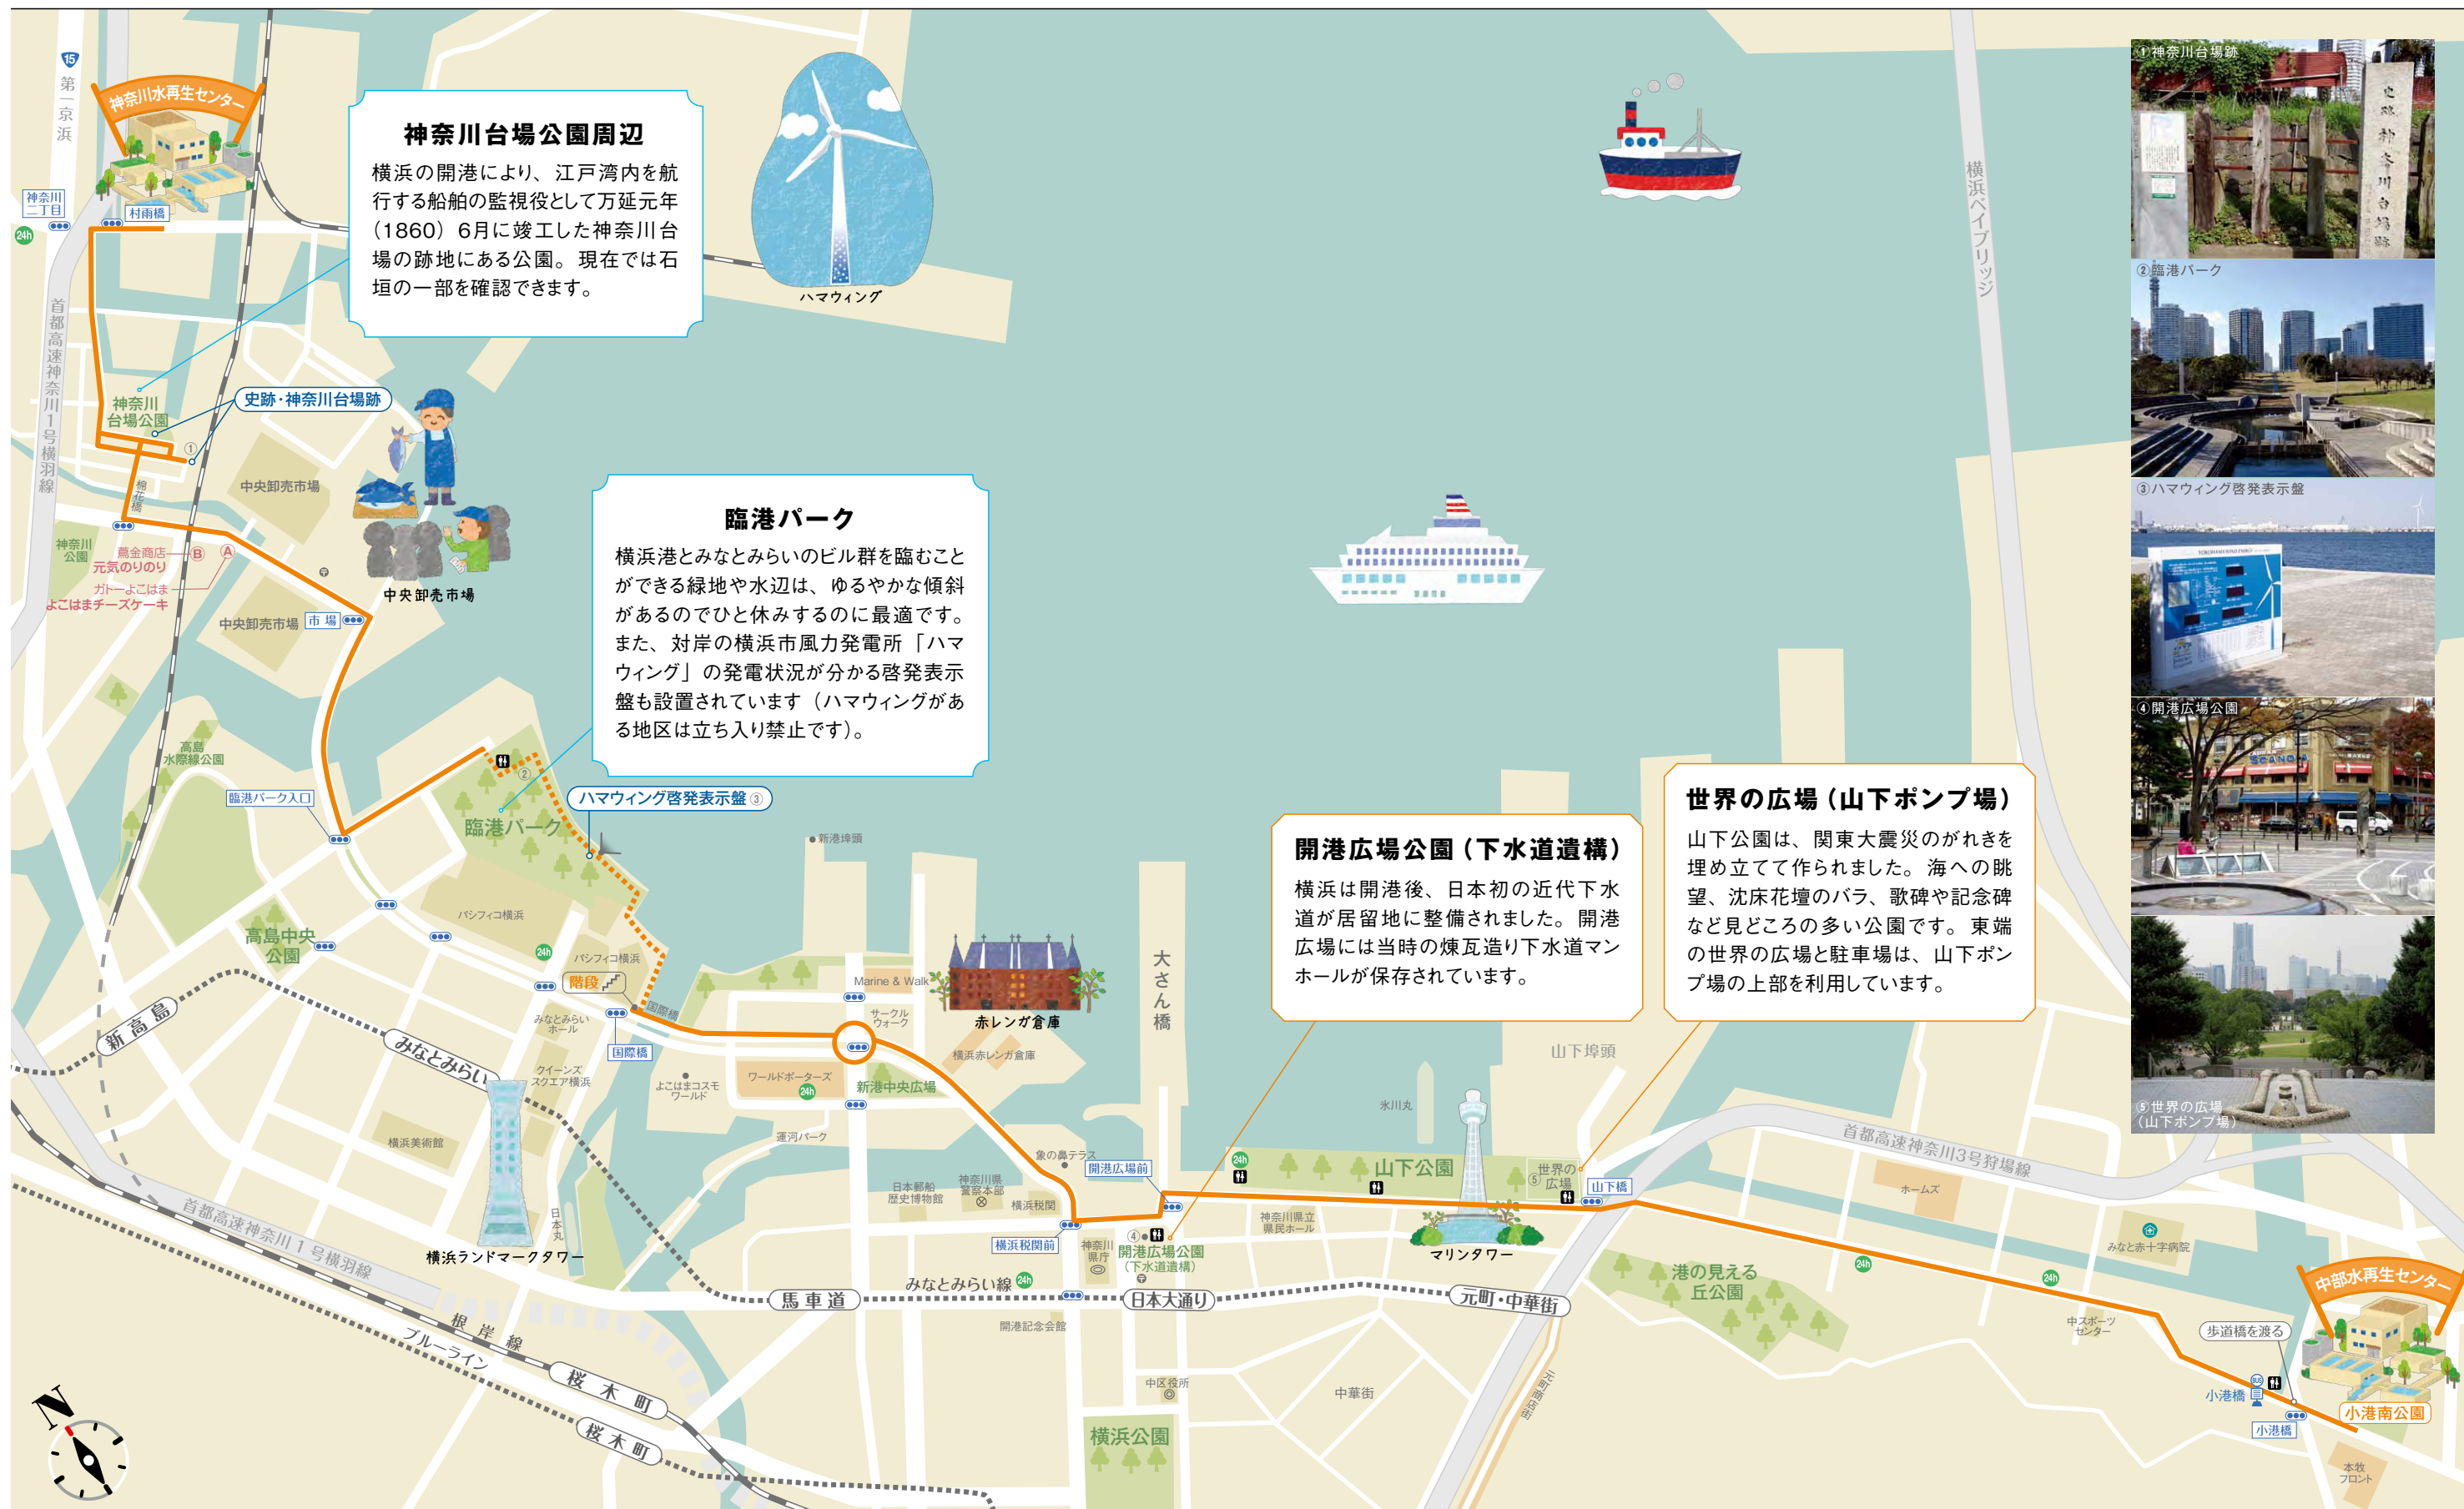 15
第一京浜
神奈川水再生センター
神奈川
二丁目
24h
村雨橋
首都高速神奈川1号横羽線
神奈川台場公園周辺
横浜の開港により、江戸湾内を航
行する船舶の監視役として万延元年
（1860）6月に竣工した神奈川台
場の跡地にある公園。現在では石
垣の一部を確認できます。
ハマウィング
横浜ベイブリッジ
神奈川
台場公園
史跡・神奈川台場跡
①
棉花橋
中央卸売市場
神奈川
公園
蔦金商店
元気のりのり
B
A
ガトーよこはま
よこはまチーズケーキ
中央卸売市場
市場
中央卸売市場
臨港パーク
横浜港とみなとみらいのビル群を臨むこと
ができる緑地や水辺は、ゆるやかな傾斜
があるのでひと休みするのに最適です。
また、対岸の横浜市風力発電所「ハマ
ウィング」の発電状況が分かる啓発表示
盤も設置されています（ハマウィングがあ
る地区は立ち入り禁止です）。
高島
水際線公園
臨港パーク入口
②
臨港パーク
ハマウィング啓発表示盤③
新港埠頭
高島中央
公園
パシフィコ横浜
24h
パシフィコ横浜
階段
国際橋
国際橋
みなとみらい
ホール
新高島
みなとみらい
クイーンズ
スクエア横浜
よこはまコスモ
ワールド
ワールドポーターズ
24h
Marine & Walk
サークル
ウォーク
新港中央広場
赤レンガ倉庫
横浜赤レンガ倉庫
大さん橋
運河パーク
横浜美術館
横浜ランドマークタワー
日本丸
首都高速神奈川1号横羽線
根岸線
ブルーライン
桜木町
桜木町
N
象の鼻テラス
日本郵船
歴史博物館
神奈川県
警察本部
横浜税関
横浜税関前
神奈川
県庁
開港広場前
④
開港広場公園
（下水道遺構）
みなとみらい線
24h
馬車道
日本大通り
元町・中華街
開港記念会館
中区役所
横浜公園
中華街
元町商店街
開港広場公園（下水道遺構）
横浜は開港後、日本初の近代下水
道が居留地に整備されました。開港
広場には当時の煉瓦造り下水道マン
ホールが保存されています。
世界の広場（山下ポンプ場）
山下公園は、関東大震災のがれきを
埋め立てて作られました。海への眺
望、沈床花壇のバラ、歌碑や記念碑
など見どころの多い公園です。東端
の世界の広場と駐車場は、山下ポン
プ場の上部を利用しています。
山下埠頭
氷川丸
24h
山下公園
神奈川県立
県民ホール
マリンタワー
世界の
⑤広場
山下橋
首都高速神奈川3号狩場線
ホームズ
港の見える
丘公園
24h
24h
みなと赤十字病院
中部水再生センター
中スポーツ
センター
歩道橋を渡る
BUS
小港橋
小港橋
小港南公園
本牧
フロント
①神奈川台場跡
史跡 神奈川台場跡
②臨港パーク
③ハマウィング啓発表示盤
④開港広場公園
SCANDIA
⑤世界の広場
（山下ポンプ場）